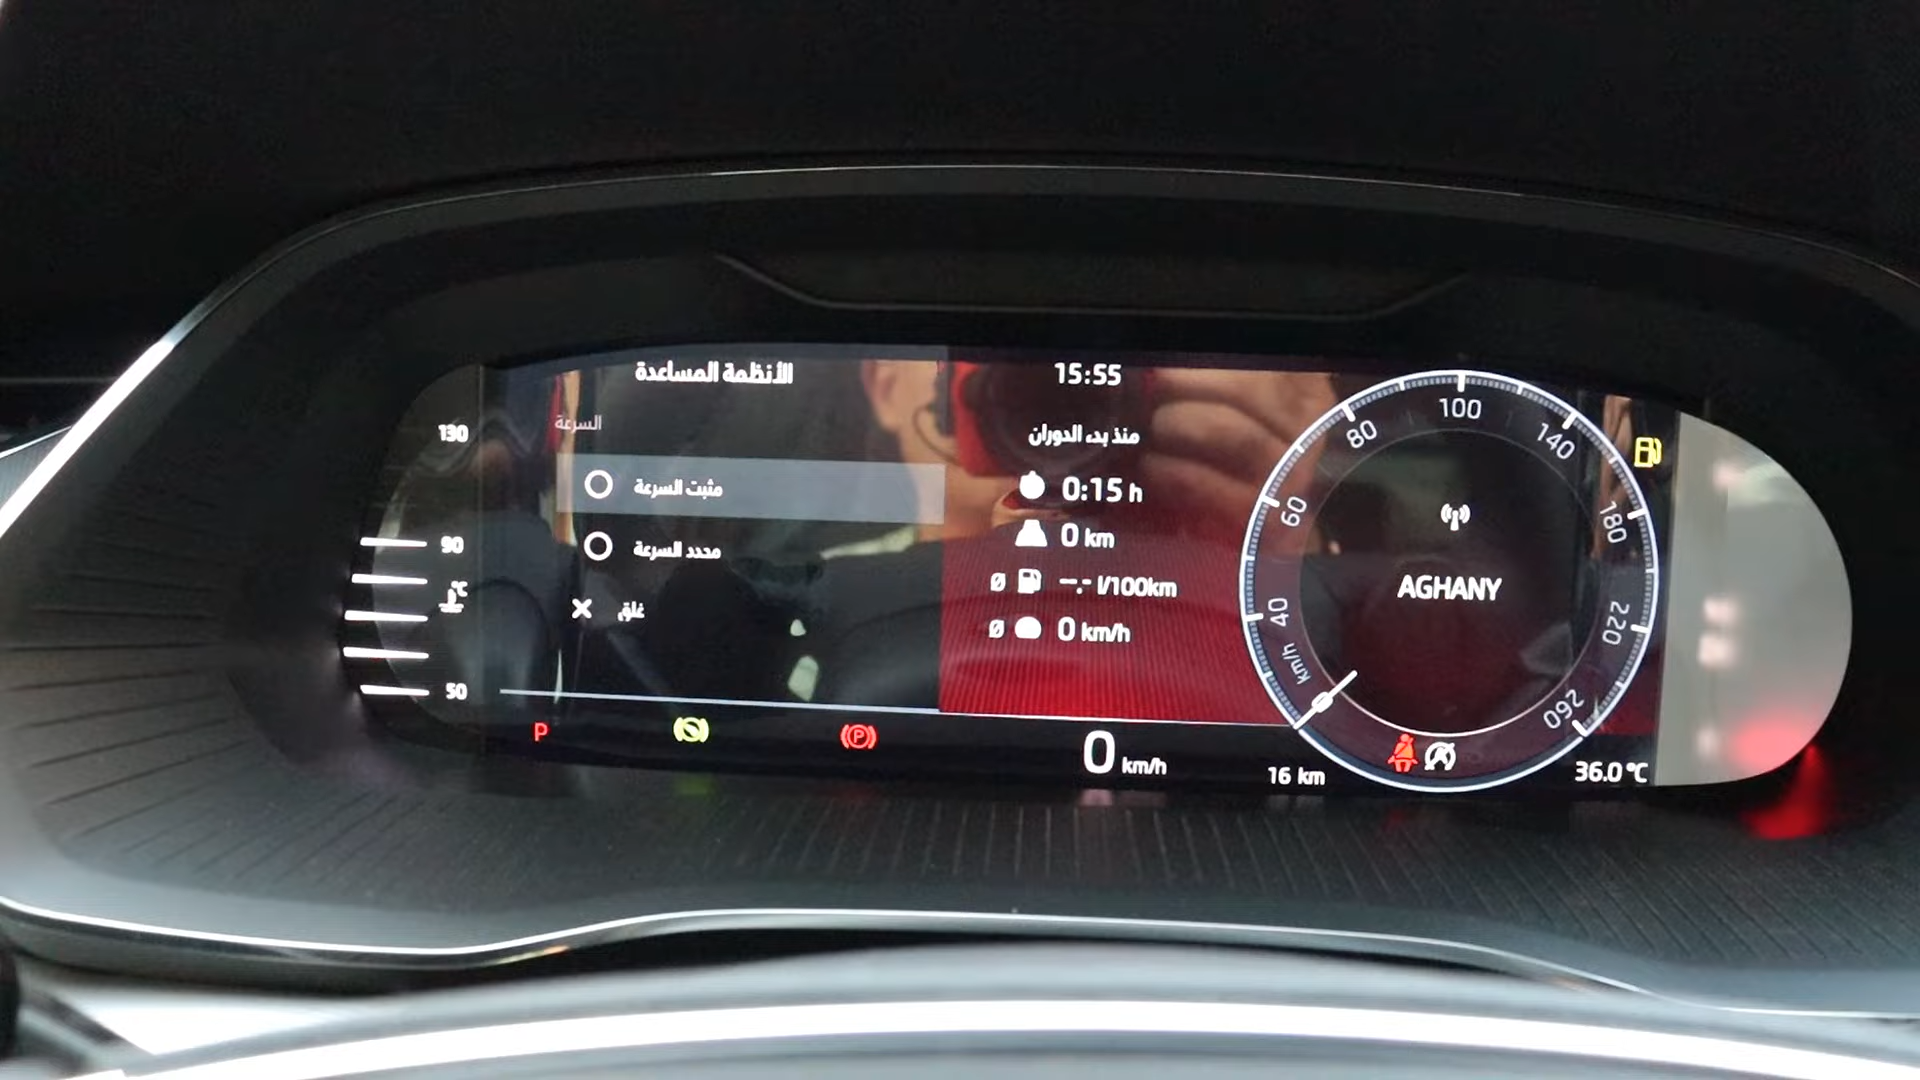 الأنظمة المساعدة
السرعة
مثبت السرعة
محدد السرعة
غلق
130
90
°C
50
15:55
منذ بدء الدوران
0:15 h
0 km
Ø --.- l/100km
Ø 0 km/h
P
(P)
0 km/h
16 km
km/h
0
40
60
80
100
140
180
220
260
AGHANY
36.0 °C